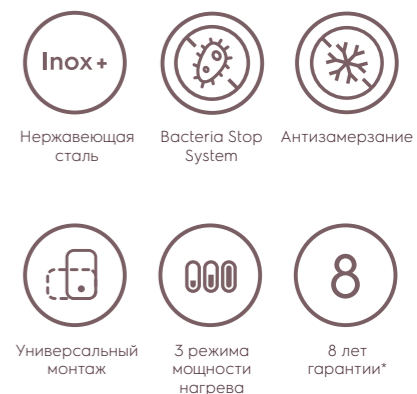 Inox+
Нержавеющая
сталь
Bacteria Stop
System
Антизамерзание
8
Универсальный
монтаж
3 режима
мощности
нагрева
8 лет
гарантии*